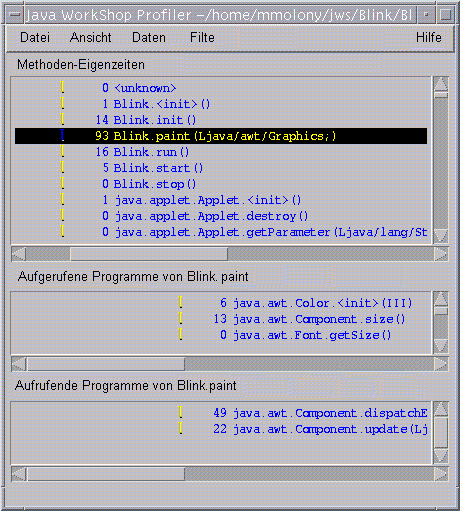 Java WorkShop Profiler -/home/mmolony/jws/Blink/Bl
Datei Ansicht Daten Filte Hilfe
Methoden-Eigenzeiten
! 0 <unknown>
! 1 Blink.<init>()
! 14 Blink.init()
! 93 Blink.paint(Ljava/awt/Graphics;)
! 16 Blink.run()
! 5 Blink.start()
! 0 Blink.stop()
! 1 java.applet.Applet.<init>()
! 0 java.applet.Applet.destroy()
! 0 java.applet.Applet.getParameter(Ljava/lang/St
Aufgerufene Programme von Blink.paint
! 6 java.awt.Color.<init>(III)
! 13 java.awt.Component.size()
! 0 java.awt.Font.getSize()
Aufrufende Programme von Blink.paint
! 49 java.awt.Component.dispatchE
! 22 java.awt.Component.update(Lj